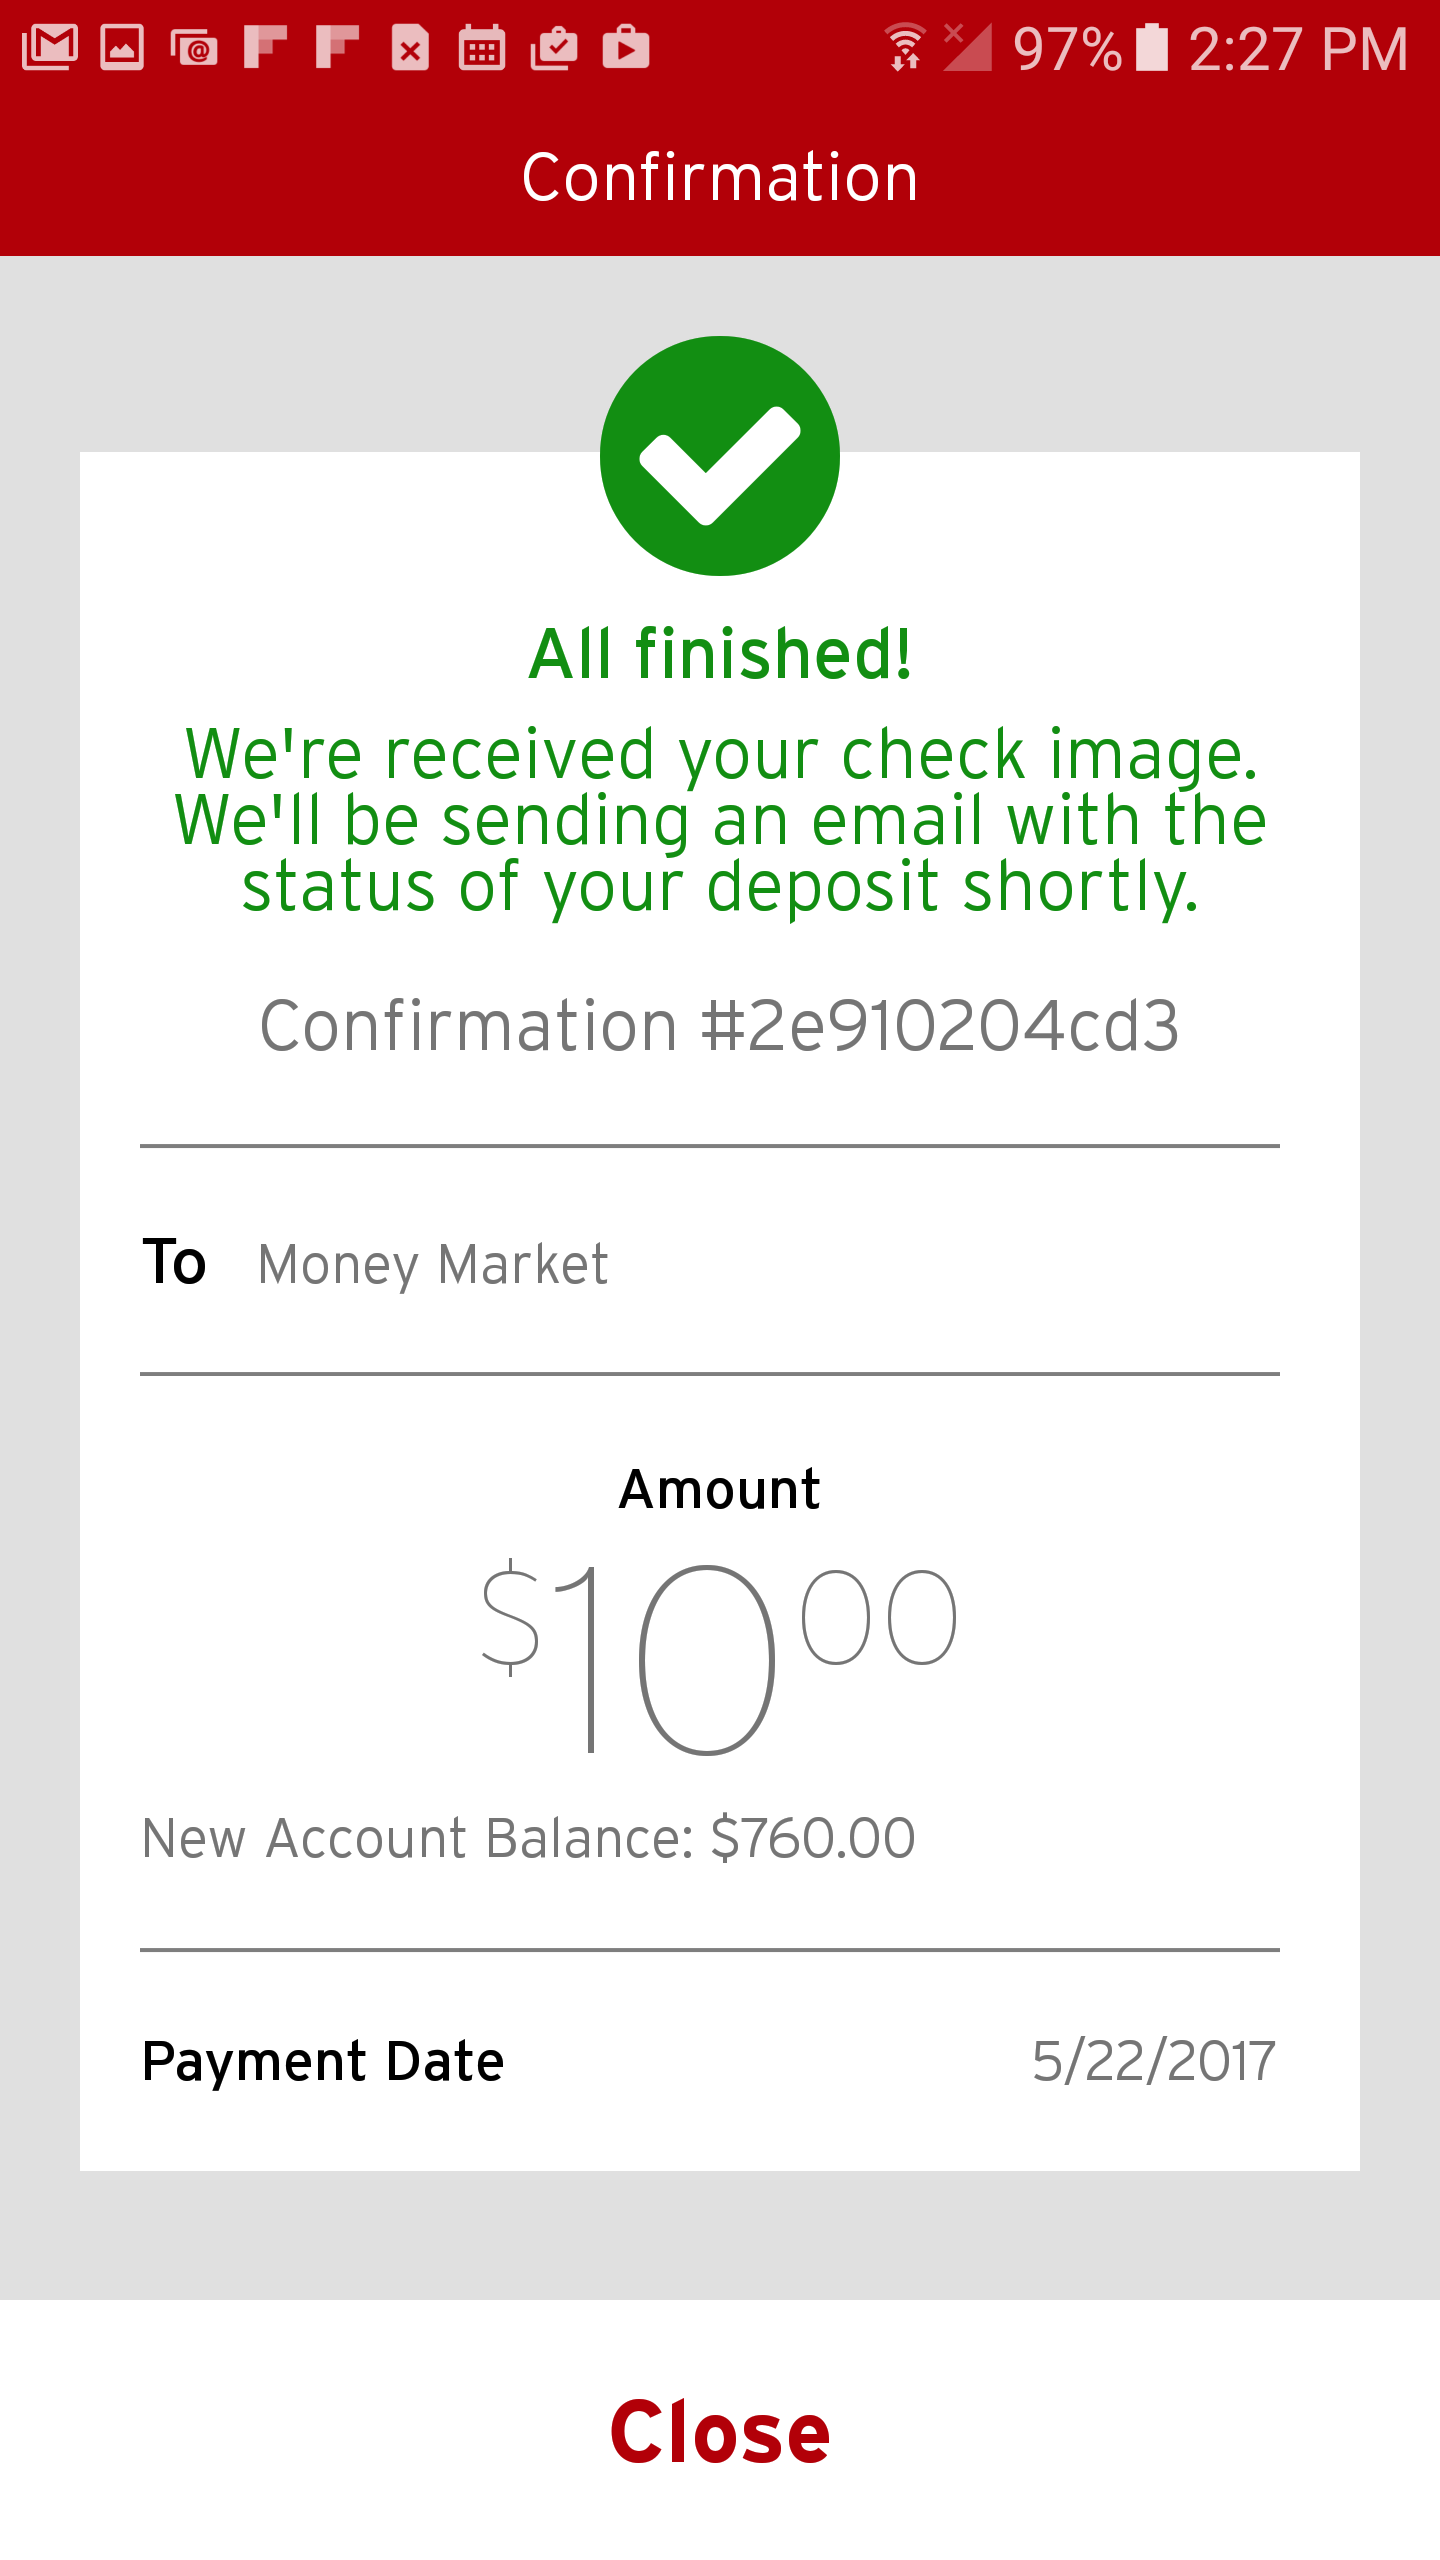 97% 2:27 PM
Confirmation
All finished!
We're received your check image.
We'll be sending an email with the
status of your deposit shortly.
Confirmation #2e910204cd3
To Money Market
Amount
$10 00
New Account Balance: $760.00
Payment Date 5/22/2017
Close